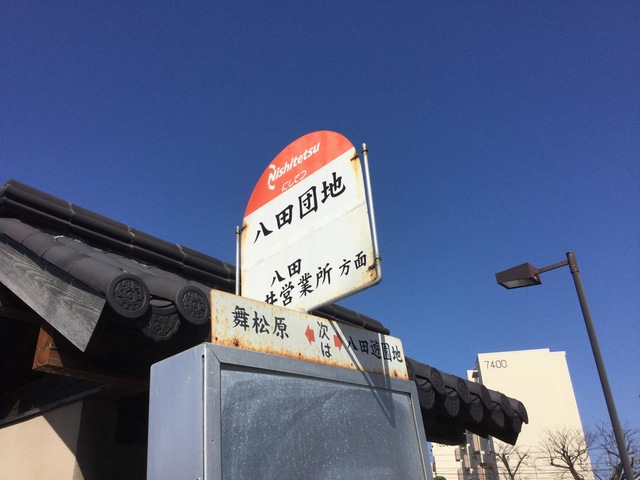 Nishitetsu
にしてつ
八田団地
八田
井営業所 方面
舞松原 次は 八田遊園地
7400